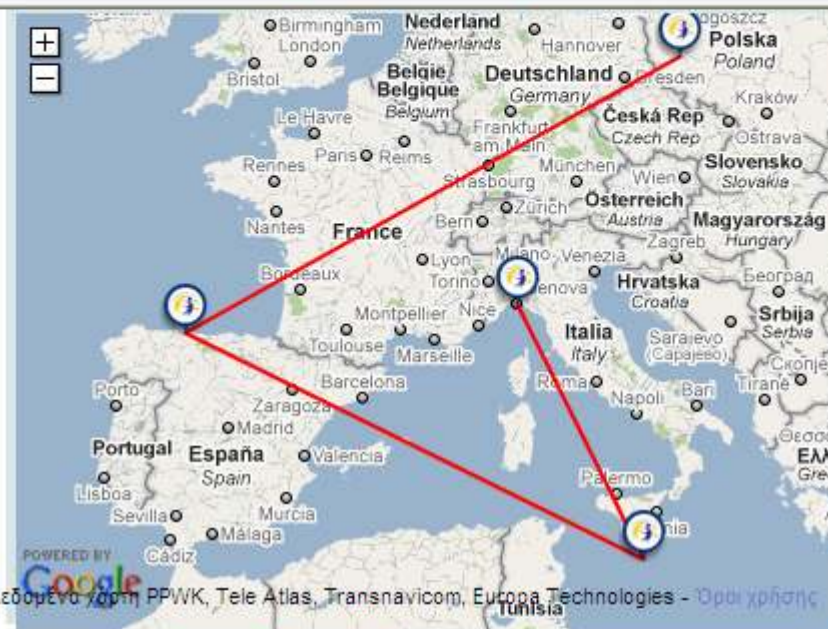 Birmingham
Nederland
Netherlands
London
Hannover
Polska
Poland
Bristol
België
Belgique
Belgium
Deutschland
Germany
Dresden
Kraków
Le Havre
Frankfurt
am Main
Česká Rep
Czech Rep
Ostrava
Paris
Reims
Rennes
Strasbourg
München
Wien
Slovensko
Slovakia
Nantes
Bern
Zürich
Österreich
Austria
Magyarország
Hungary
France
Zagreb
Lyon
Milano
Venezia
Bordeaux
Torino
Hrvatska
Croatia
Београд
Montpellier
Nice
Italia
Italy
Srbija
Serbia
Toulouse
Marseille
Sarajevo
(Сарајево)
Porto
Barcelona
Zaragoza
Roma
Napoli
Bari
Tiranë
Madrid
Portugal
España
Spain
Valencia
Lisboa
Palermo
Sevilla
Murcia
Málaga
Cádiz
POWERED BY
Google
PPWK, Tele Atlas, Transnavicom, Europa Technologies - Όροι χρήσης
Tunisia